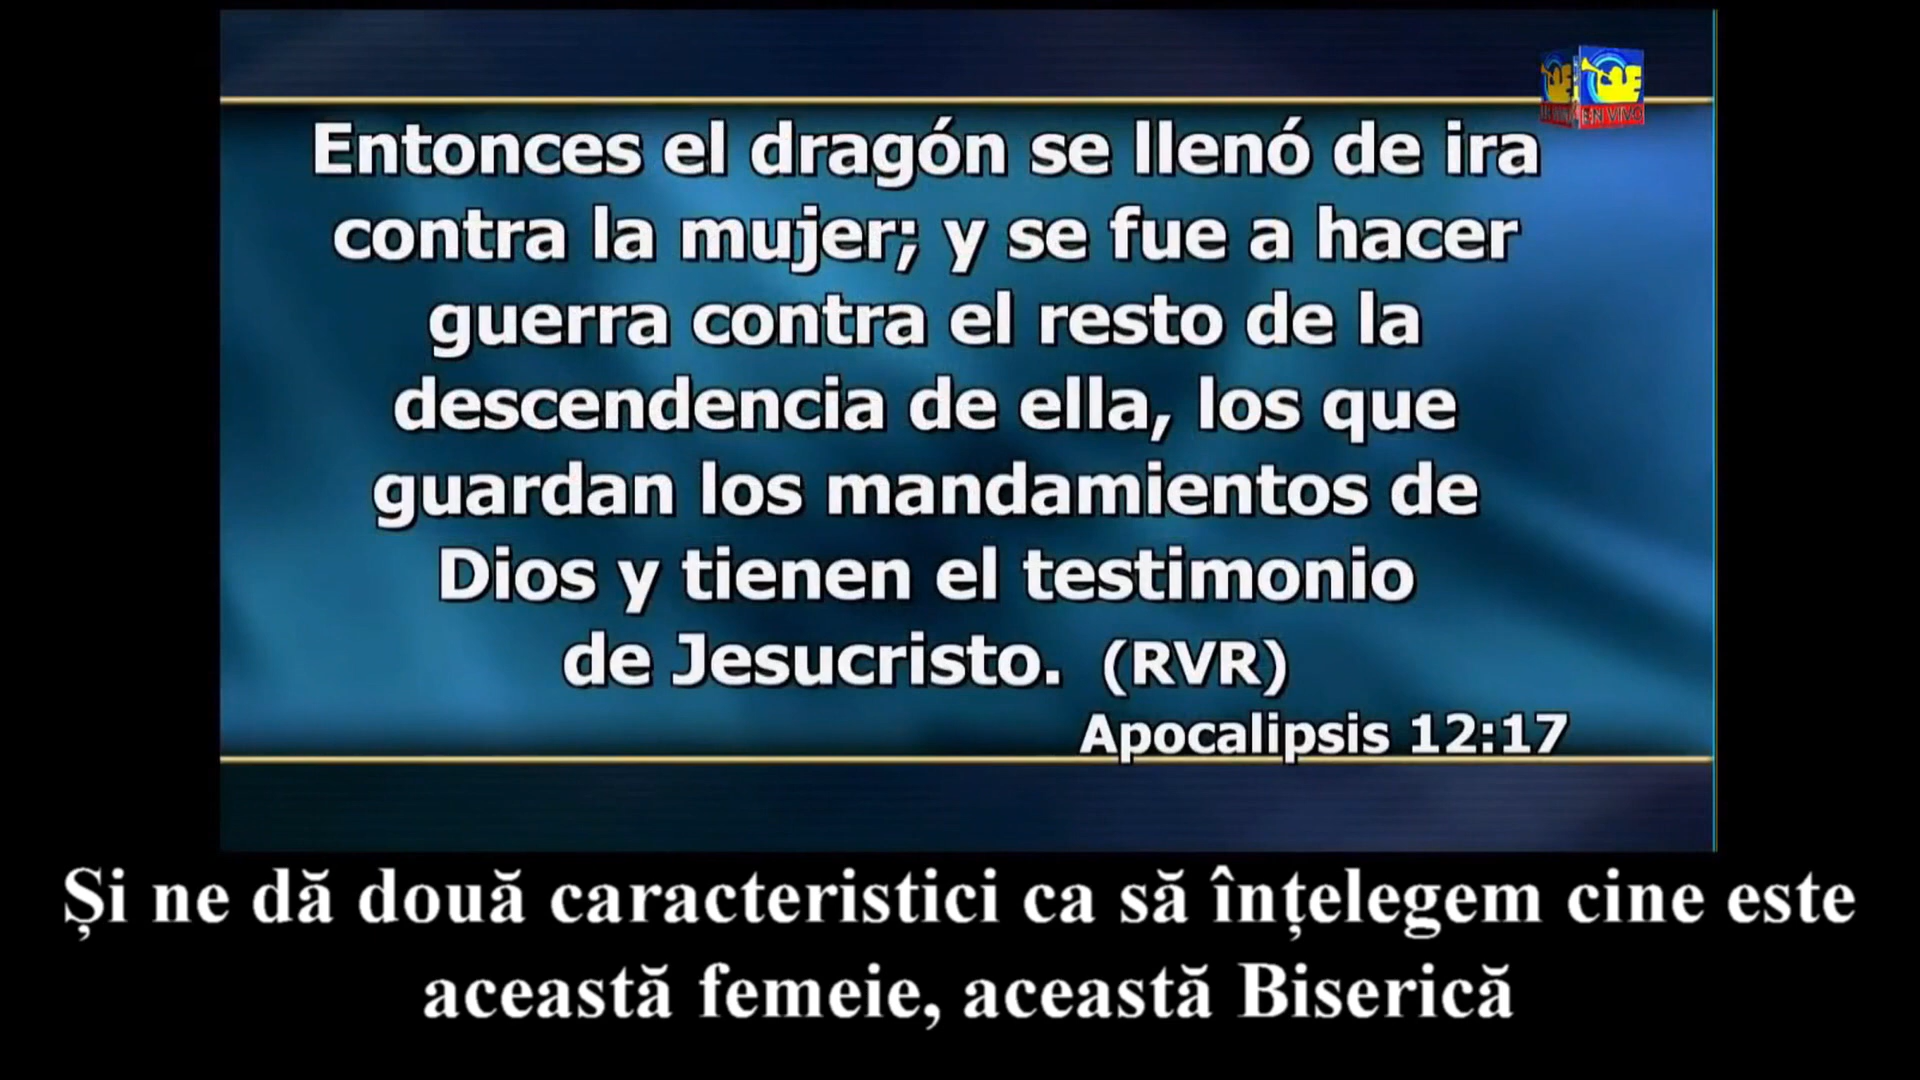 EN VIVO
Entonces el dragón se llenó de ira
contra la mujer; y se fue a hacer
guerra contra el resto de la
descendencia de ella, los que
guardan los mandamientos de
Dios y tienen el testimonio
de Jesucristo. (RVR)
Apocalipsis 12:17
Și ne dă două caracteristici ca să înțelegem cine este
această femeie, această Biserică